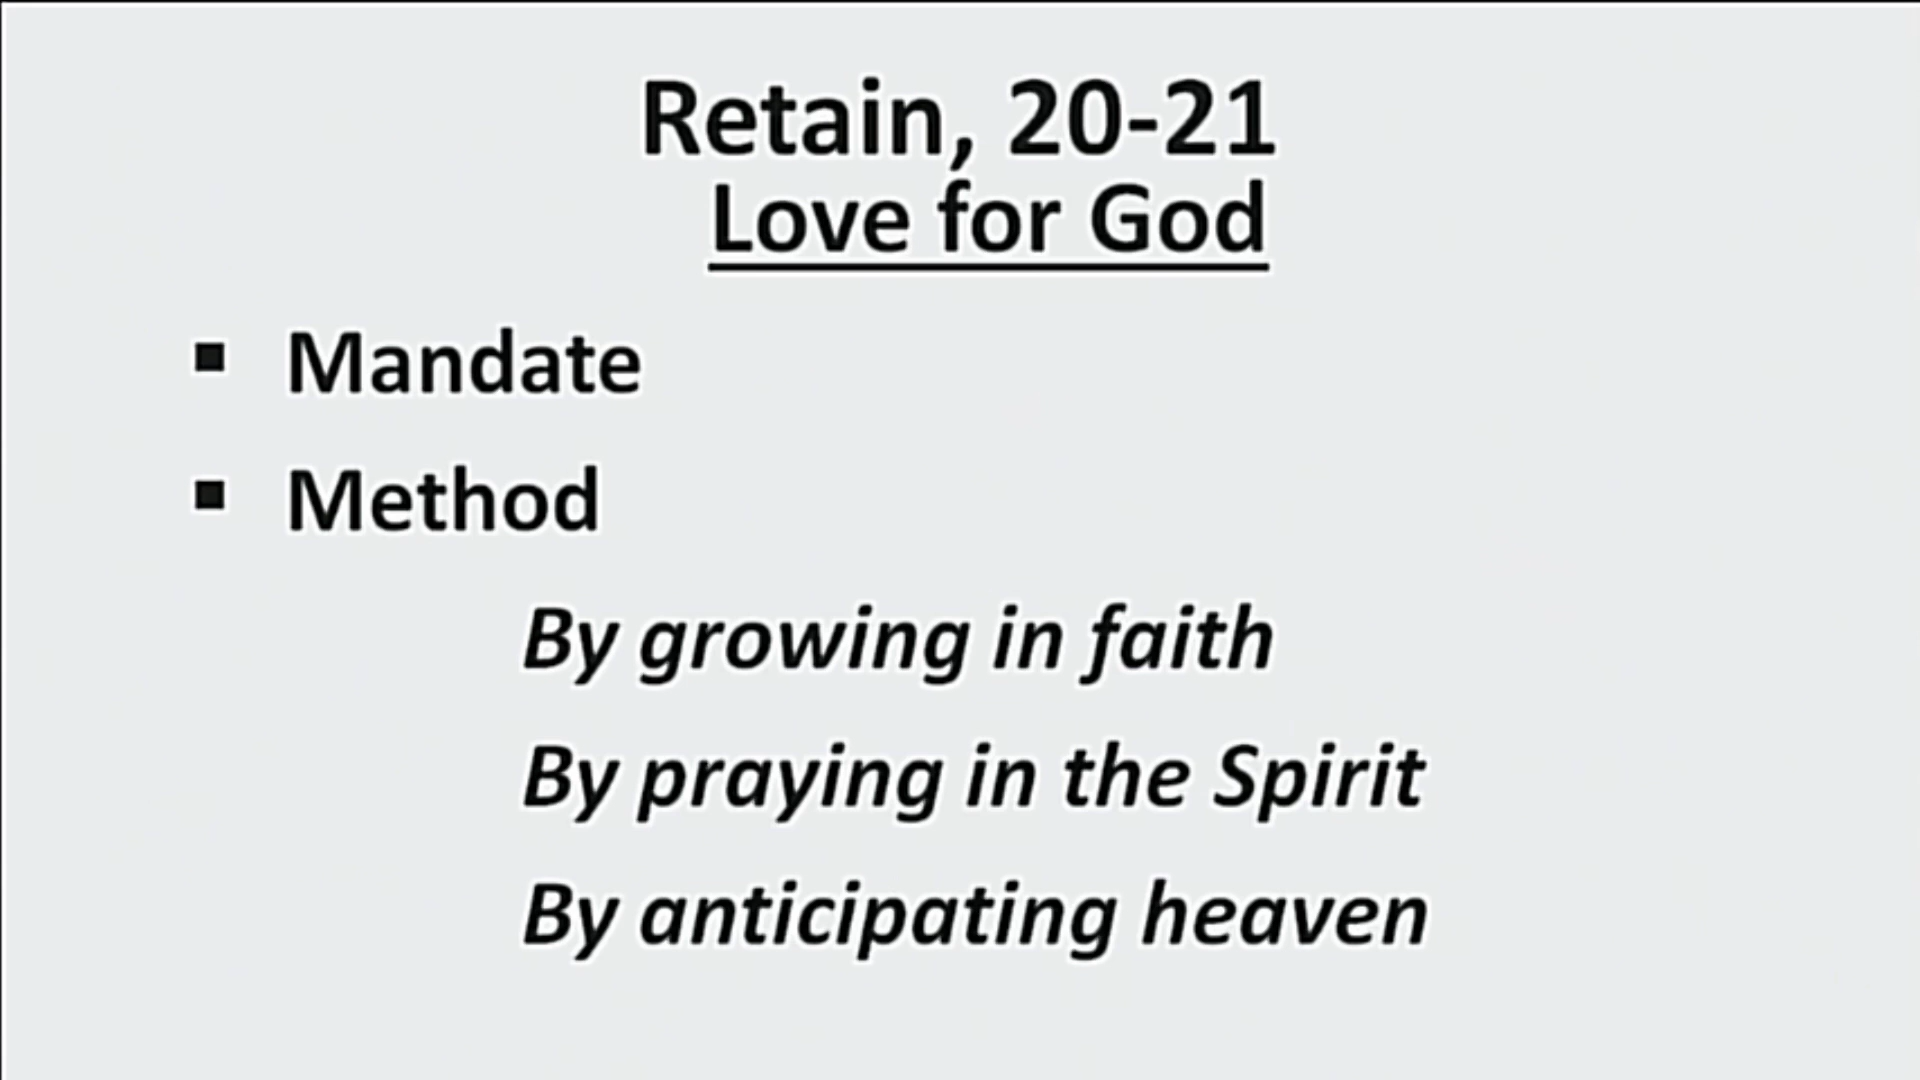 Retain, 20-21
Love for God
▪ Mandate
▪ Method
By growing in faith
By praying in the Spirit
By anticipating heaven